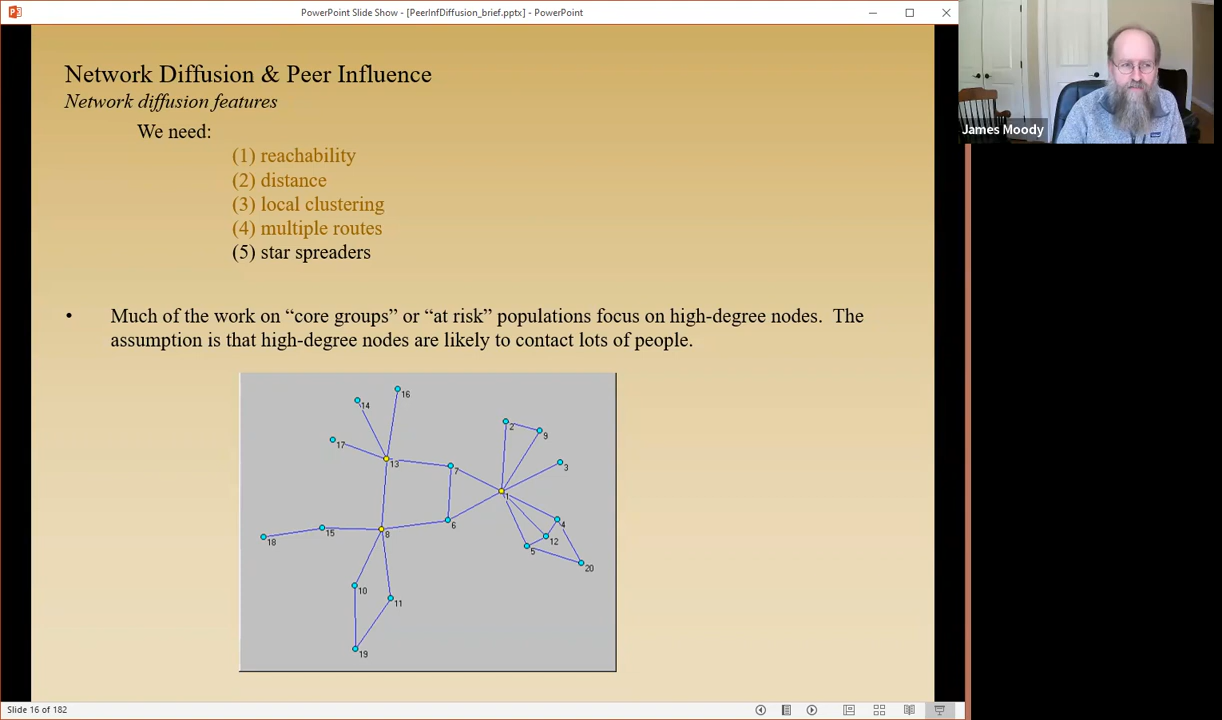 PowerPoint Slide Show - [PeerInfDiffusion_brief.pptx] - PowerPoint
Network Diffusion & Peer Influence
Network diffusion features
We need:
(1) reachability
(2) distance
(3) local clustering
(4) multiple routes
(5) star spreaders
• Much of the work on “core groups” or “at risk” populations focus on high-degree nodes. The
assumption is that high-degree nodes are likely to contact lots of people.
16
14
17
13
2
9
3
7
1
4
6
12
5
20
8
15
18
10
11
19
Slide 16 of 182
James Moody